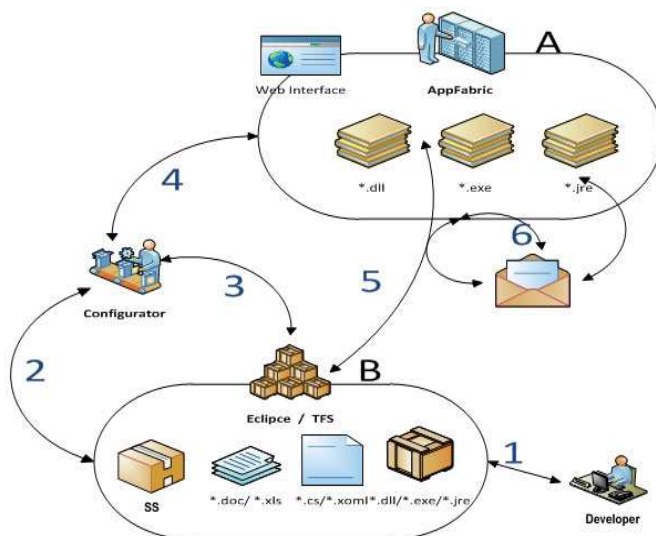 A
Web Interface
AppFabric
*.dll
*.exe
*.jre
4
6
3
5
Configurator
2
B
Eclipce / TFS
1
SS
*.doc/ *.xls
*.cs/*.xoml
*.dll/*.exe/*.jre
Developer